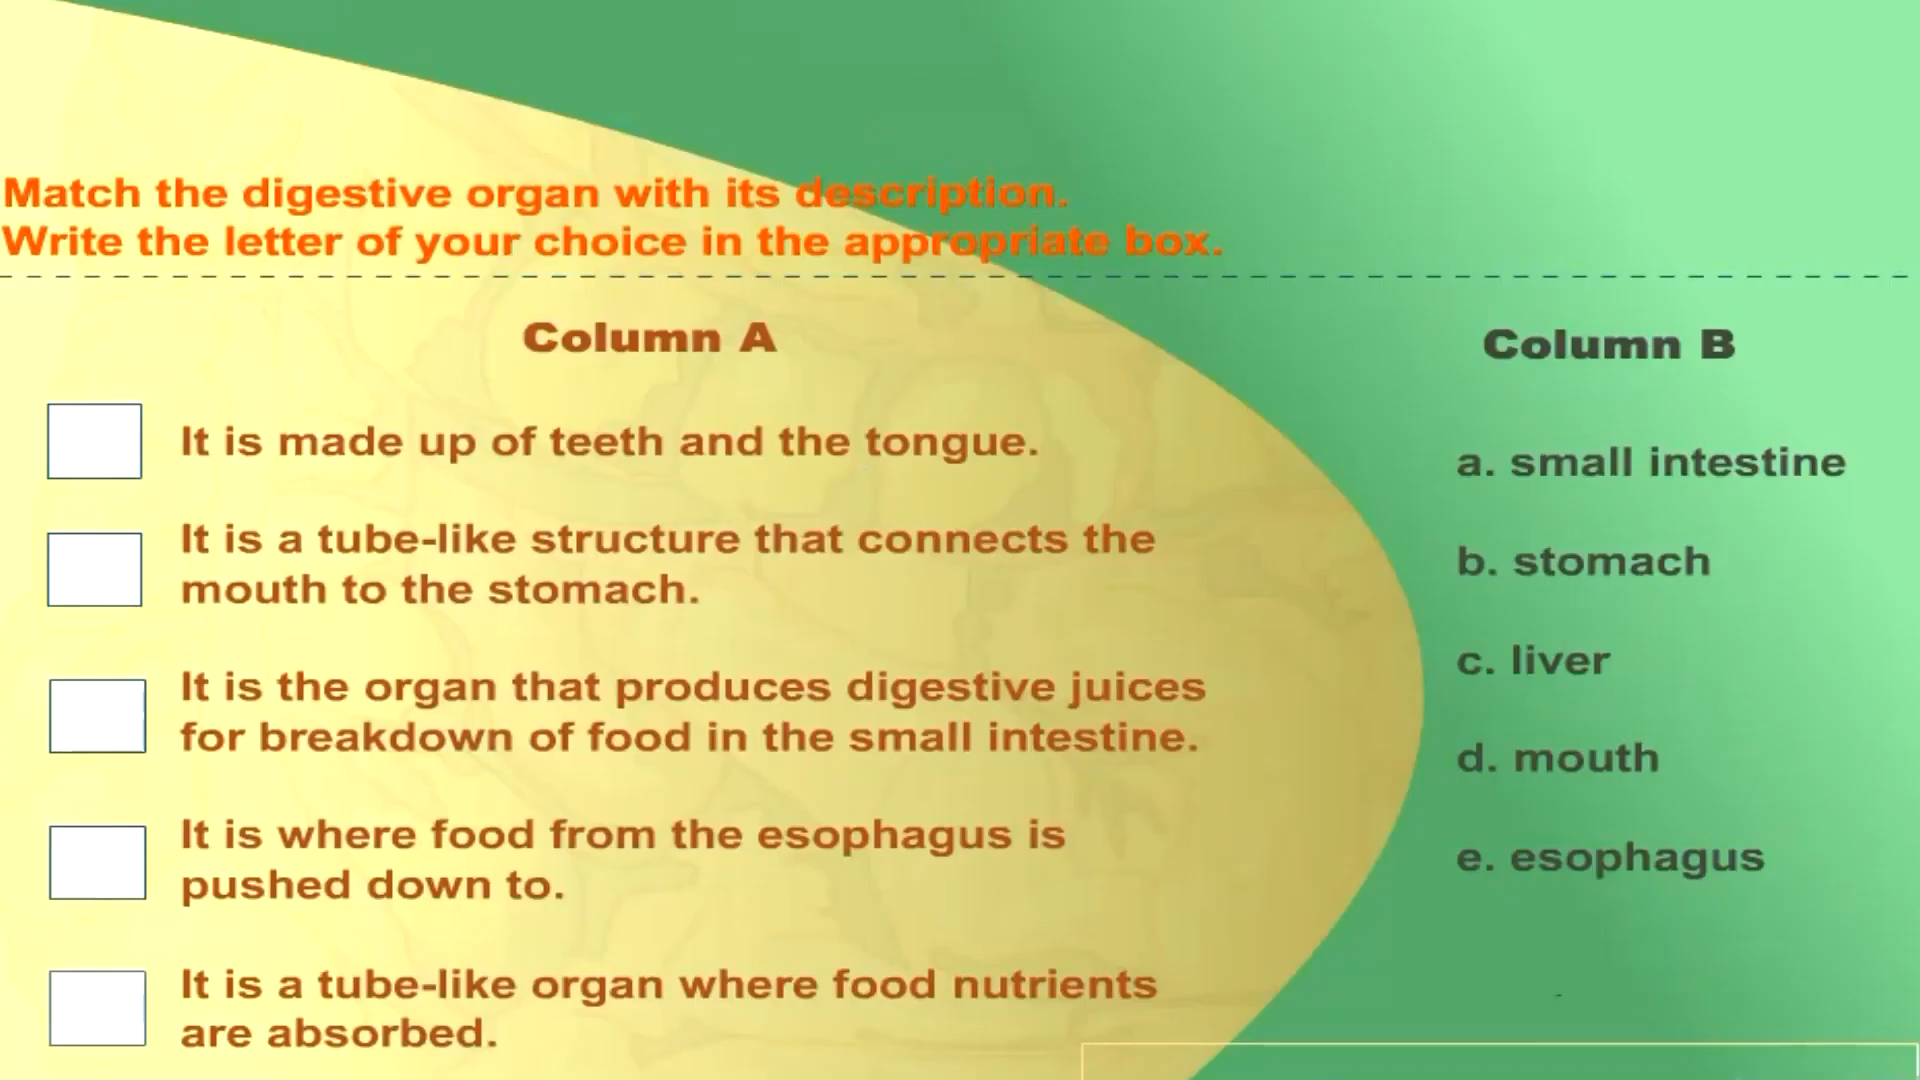 Match the digestive organ with its description.
Write the letter of your choice in the appropriate box.
Column A
It is made up of teeth and the tongue.
It is a tube-like structure that connects the
mouth to the stomach.
It is the organ that produces digestive juices
for breakdown of food in the small intestine.
It is where food from the esophagus is
pushed down to.
It is a tube-like organ where food nutrients
are absorbed.
Column B
a. small intestine
b. stomach
c. liver
d. mouth
e. esophagus